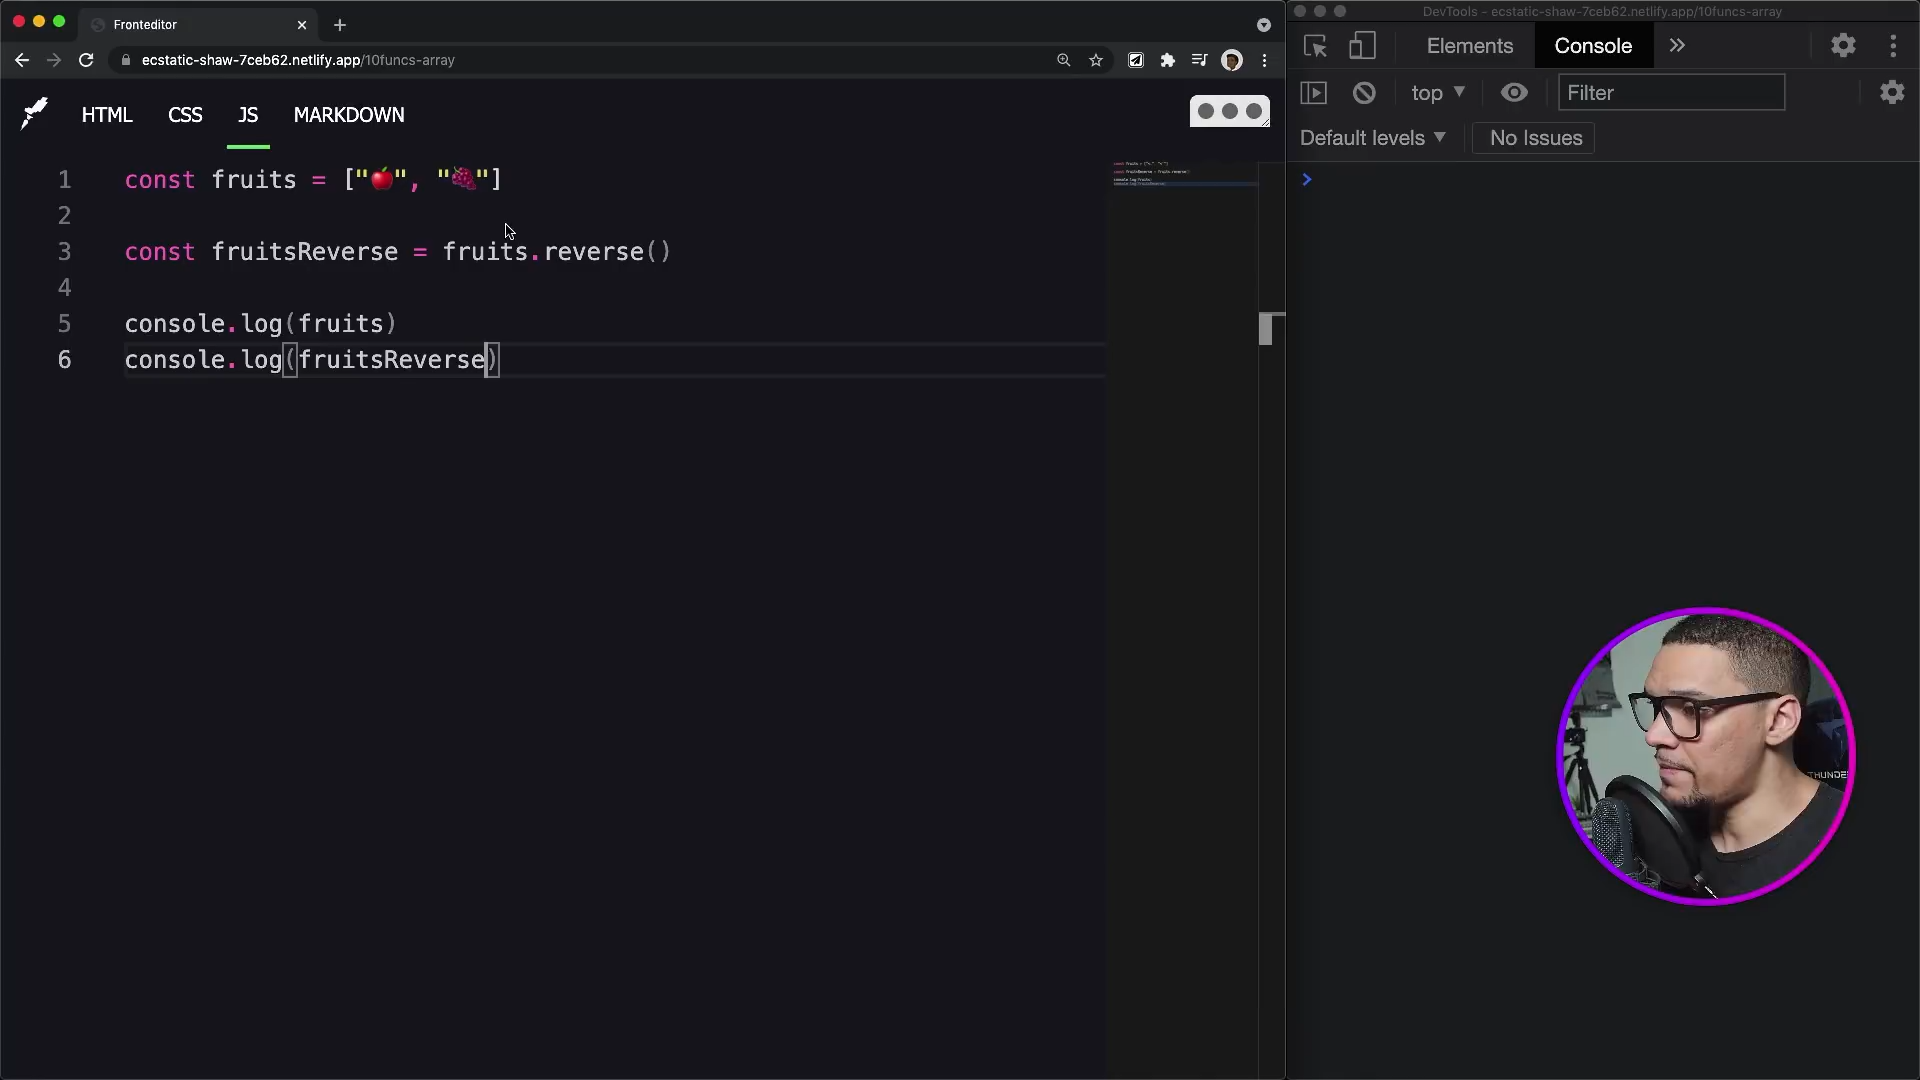 Fronteditor
DevTools - ecstatic-shaw-7ceb62.netlify.app/10funcs-array
ecstatic-shaw-7ceb62.netlify.app/10funcs-array
Elements Console
top Filter
Default levels No Issues
HTML CSS JS MARKDOWN
1 const fruits = ["🍎", "🍇"]
2
3 const fruitsReverse = fruits.reverse()
4
5 console.log(fruits)
6 console.log(fruitsReverse)